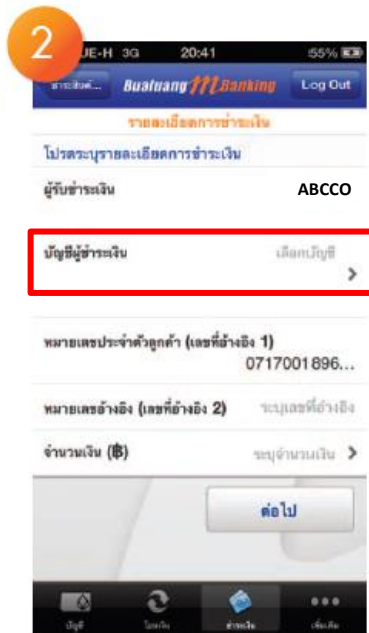 2
UE-H 3G 20:41 55%
ชำระสินค้... Bualuang mBanking Log Out
รายละเอียดการชำระเงิน
โปรดระบุรายละเอียดการชำระเงิน
ผู้รับชำระเงิน ABCCO
บัญชีผู้ชำระเงิน เลือกบัญชี >
หมายเลขประจำตัวลูกค้า (เลขที่อ้างอิง 1)
0717001896...
หมายเลขอ้างอิง (เลขที่อ้างอิง 2) ระบุเลขที่อ้างอิง
จำนวนเงิน (฿) ระบุจำนวนเงิน >
ต่อไป
บัญชี โอนเงิน ชำระเงิน เพิ่มเติม